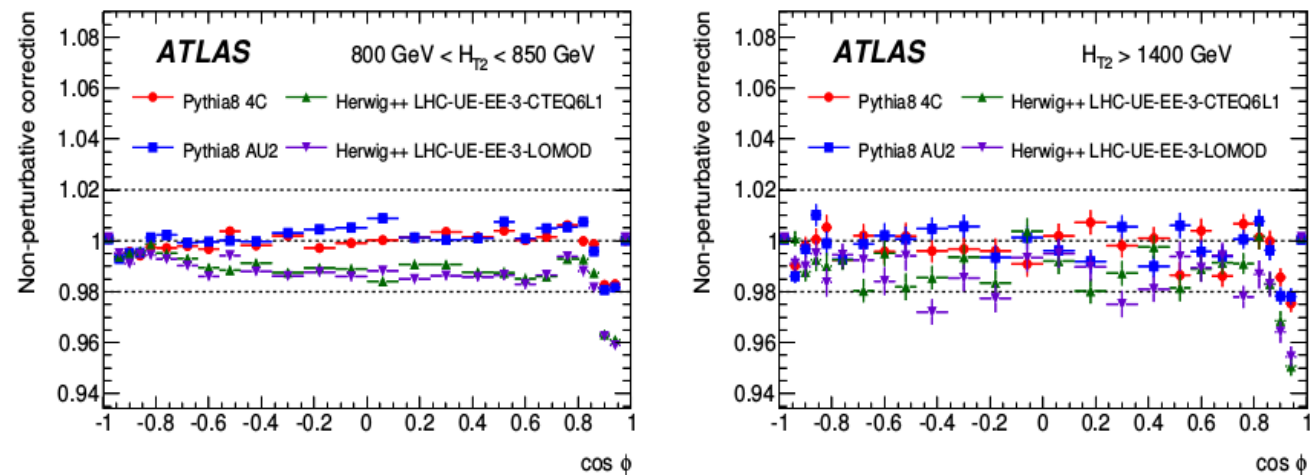 Non-perturbative correction
ATLAS
800 GeV < H_T2 < 850 GeV
Pythia8 4C
Herwig++ LHC-UE-EE-3-CTEQ6L1
Pythia8 AU2
Herwig++ LHC-UE-EE-3-LOMOD
1.08
1.06
1.04
1.02
1
0.98
0.96
0.94
-1 -0.8 -0.6 -0.4 -0.2 0 0.2 0.4 0.6 0.8 1
cos ϕ
Non-perturbative correction
ATLAS
H_T2 > 1400 GeV
Pythia8 4C
Herwig++ LHC-UE-EE-3-CTEQ6L1
Pythia8 AU2
Herwig++ LHC-UE-EE-3-LOMOD
1.08
1.06
1.04
1.02
1
0.98
0.96
0.94
-1 -0.8 -0.6 -0.4 -0.2 0 0.2 0.4 0.6 0.8 1
cos ϕ